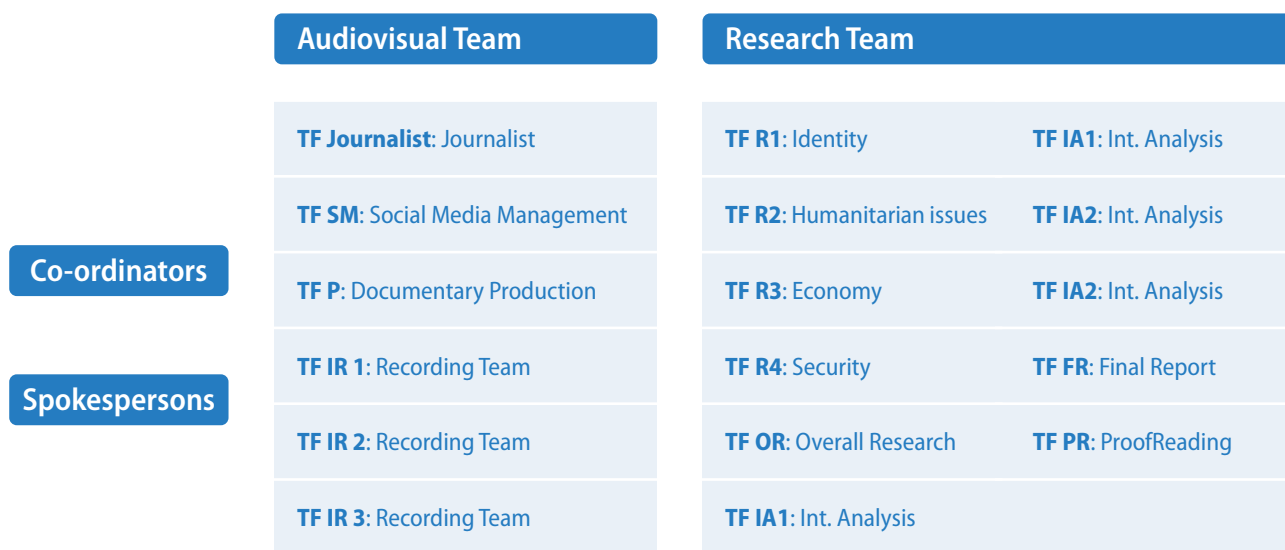 Audiovisual Team
Research Team
Co-ordinators
Spokespersons
TF Journalist: Journalist
TF SM: Social Media Management
TF P: Documentary Production
TF IR 1: Recording Team
TF IR 2: Recording Team
TF IR 3: Recording Team
TF R1: Identity
TF R2: Humanitarian issues
TF R3: Economy
TF R4: Security
TF OR: Overall Research
TF IA1: Int. Analysis
TF IA1: Int. Analysis
TF IA2: Int. Analysis
TF IA2: Int. Analysis
TF FR: Final Report
TF PR: ProofReading